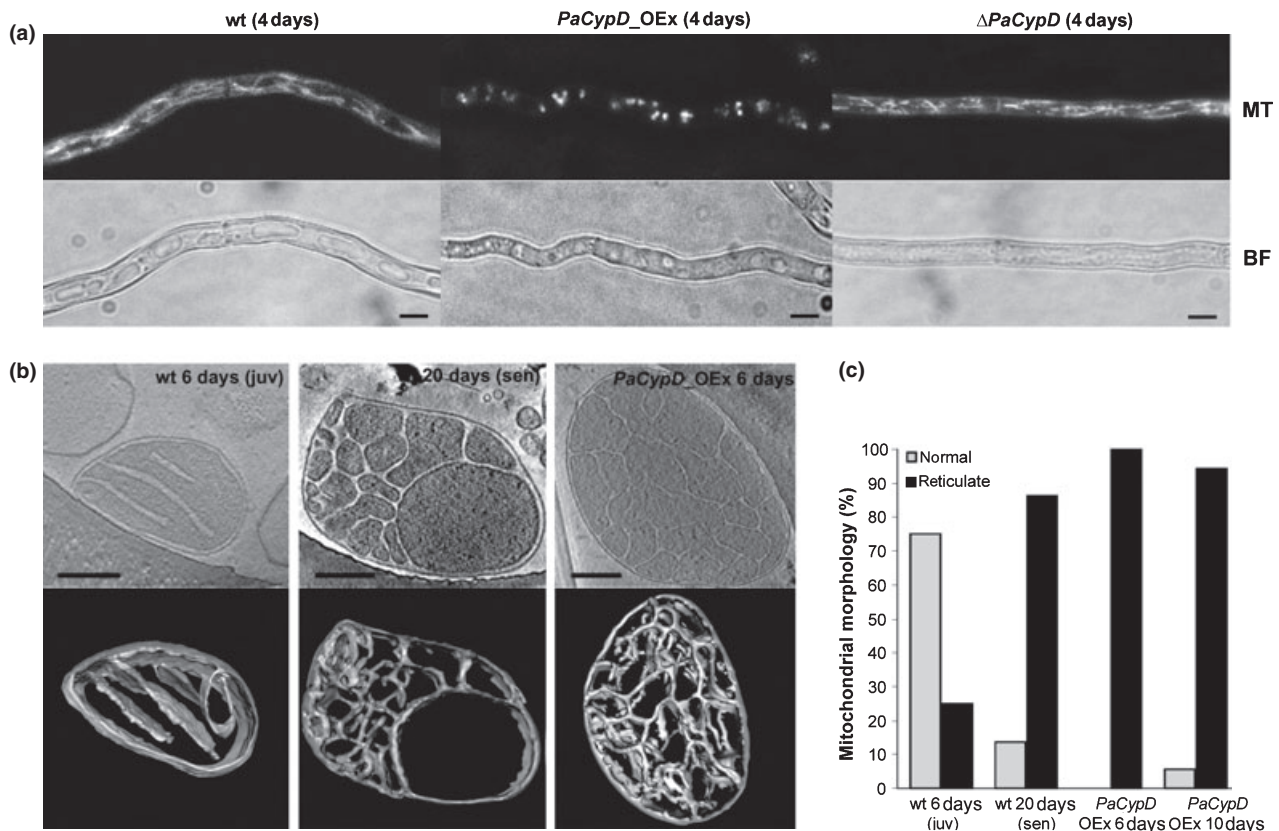 (a)
wt (4 days)
PaCypD_OEx (4 days)
ΔPaCypD (4 days)
MT
BF
(b)
wt 6 days (juv)
20 days (sen)
PaCypD_OEx 6 days
(c)
Mitochondrial morphology (%)
100
90
80
70
60
50
40
30
20
10
0
Normal
Reticulate
wt 6 days
(juv)
wt 20 days
(sen)
PaCypD
OEx 6 days
PaCypD
OEx 10 days